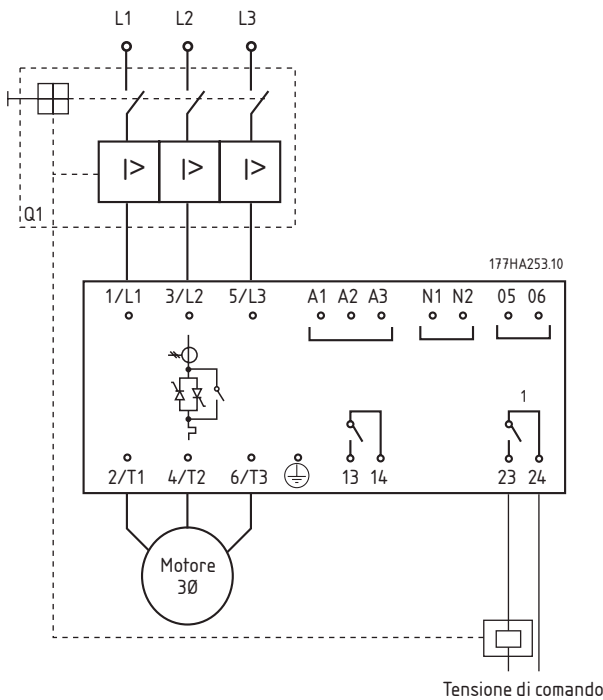 L1 L2 L3
I> I> I>
Q1
177HA253.10
1/L1 3/L2 5/L3 A1 A2 A3 N1 N2 05 06
1
2/T1 4/T2 6/T3 13 14 23 24
Motore
3Ø
Tensione di comando